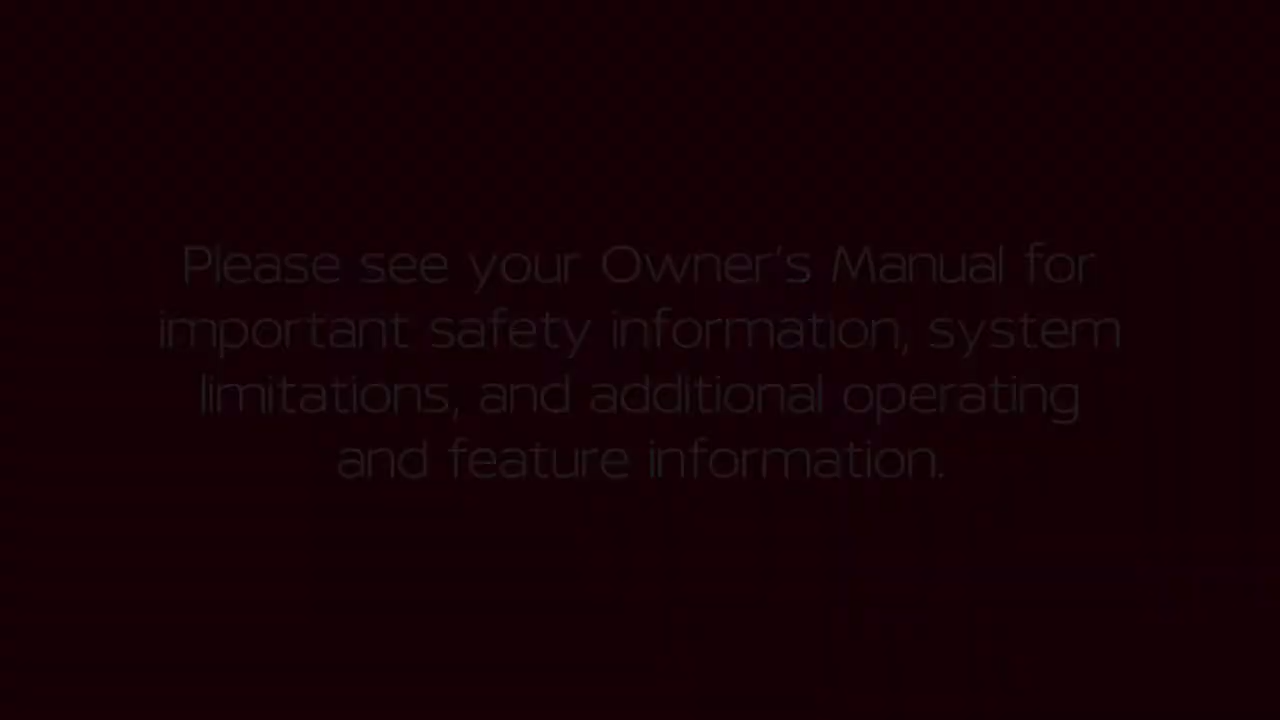 Please see your Owner's Manual for
important safety information, system
limitations, and additional operating
and feature information.